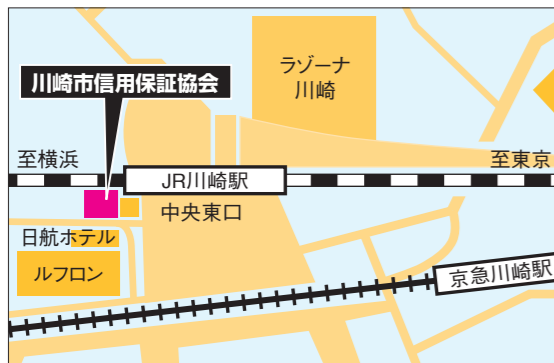 ラゾーナ
川崎
川崎市信用保証協会
至横浜
JR川崎駅
至東京
中央東口
日航ホテル
ルフロン
京急川崎駅